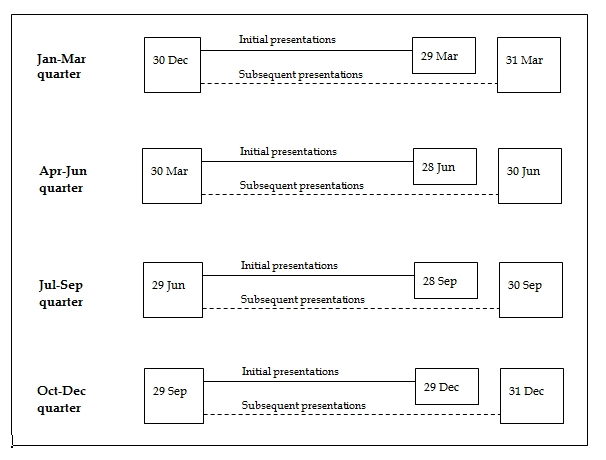 Jan-Mar
quarter
30 Dec
Initial presentations
Subsequent presentations
29 Mar
31 Mar
Apr-Jun
quarter
30 Mar
Initial presentations
Subsequent presentations
28 Jun
30 Jun
Jul-Sep
quarter
29 Jun
Initial presentations
Subsequent presentations
28 Sep
30 Sep
Oct-Dec
quarter
29 Sep
Initial presentations
Subsequent presentations
29 Dec
31 Dec